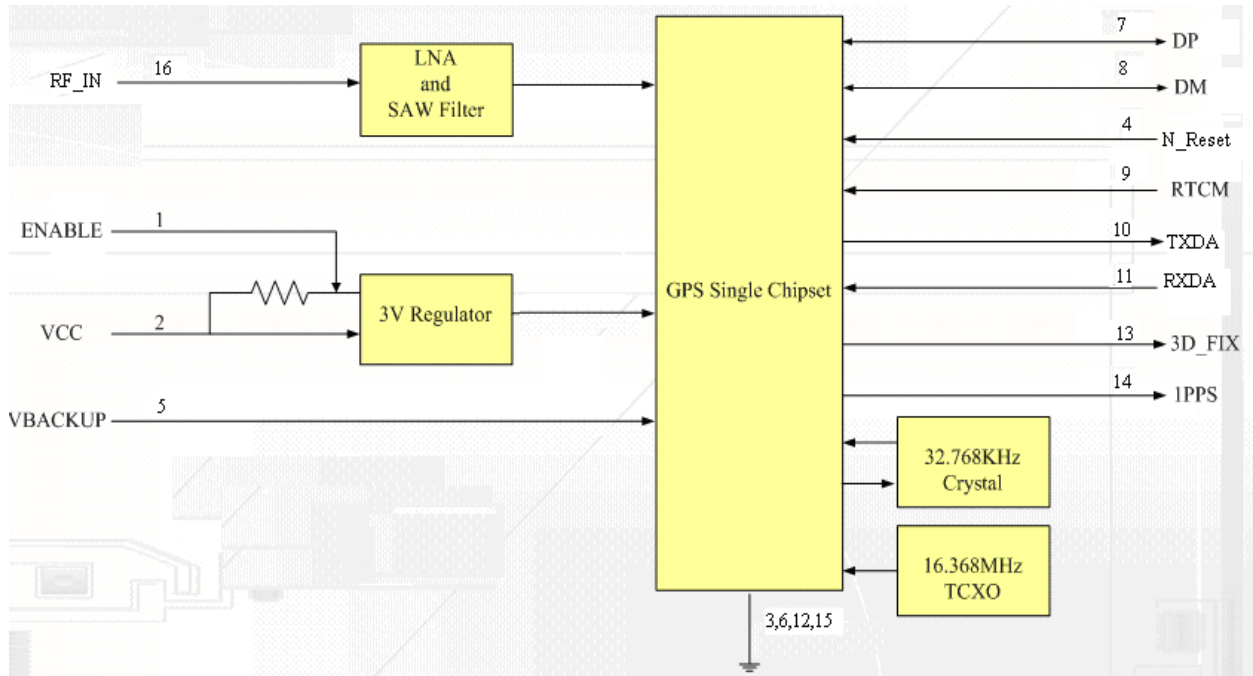 RF_IN
16
LNA
and
SAW Filter
ENABLE
1
VCC
2
3V Regulator
VBACKUP
5
GPS Single Chipset
3,6,12,15
7
DP
8
DM
4
N_Reset
9
RTCM
10
TXDA
11
RXDA
13
3D_FIX
14
1PPS
32.768KHz
Crystal
16.368MHz
TCXO